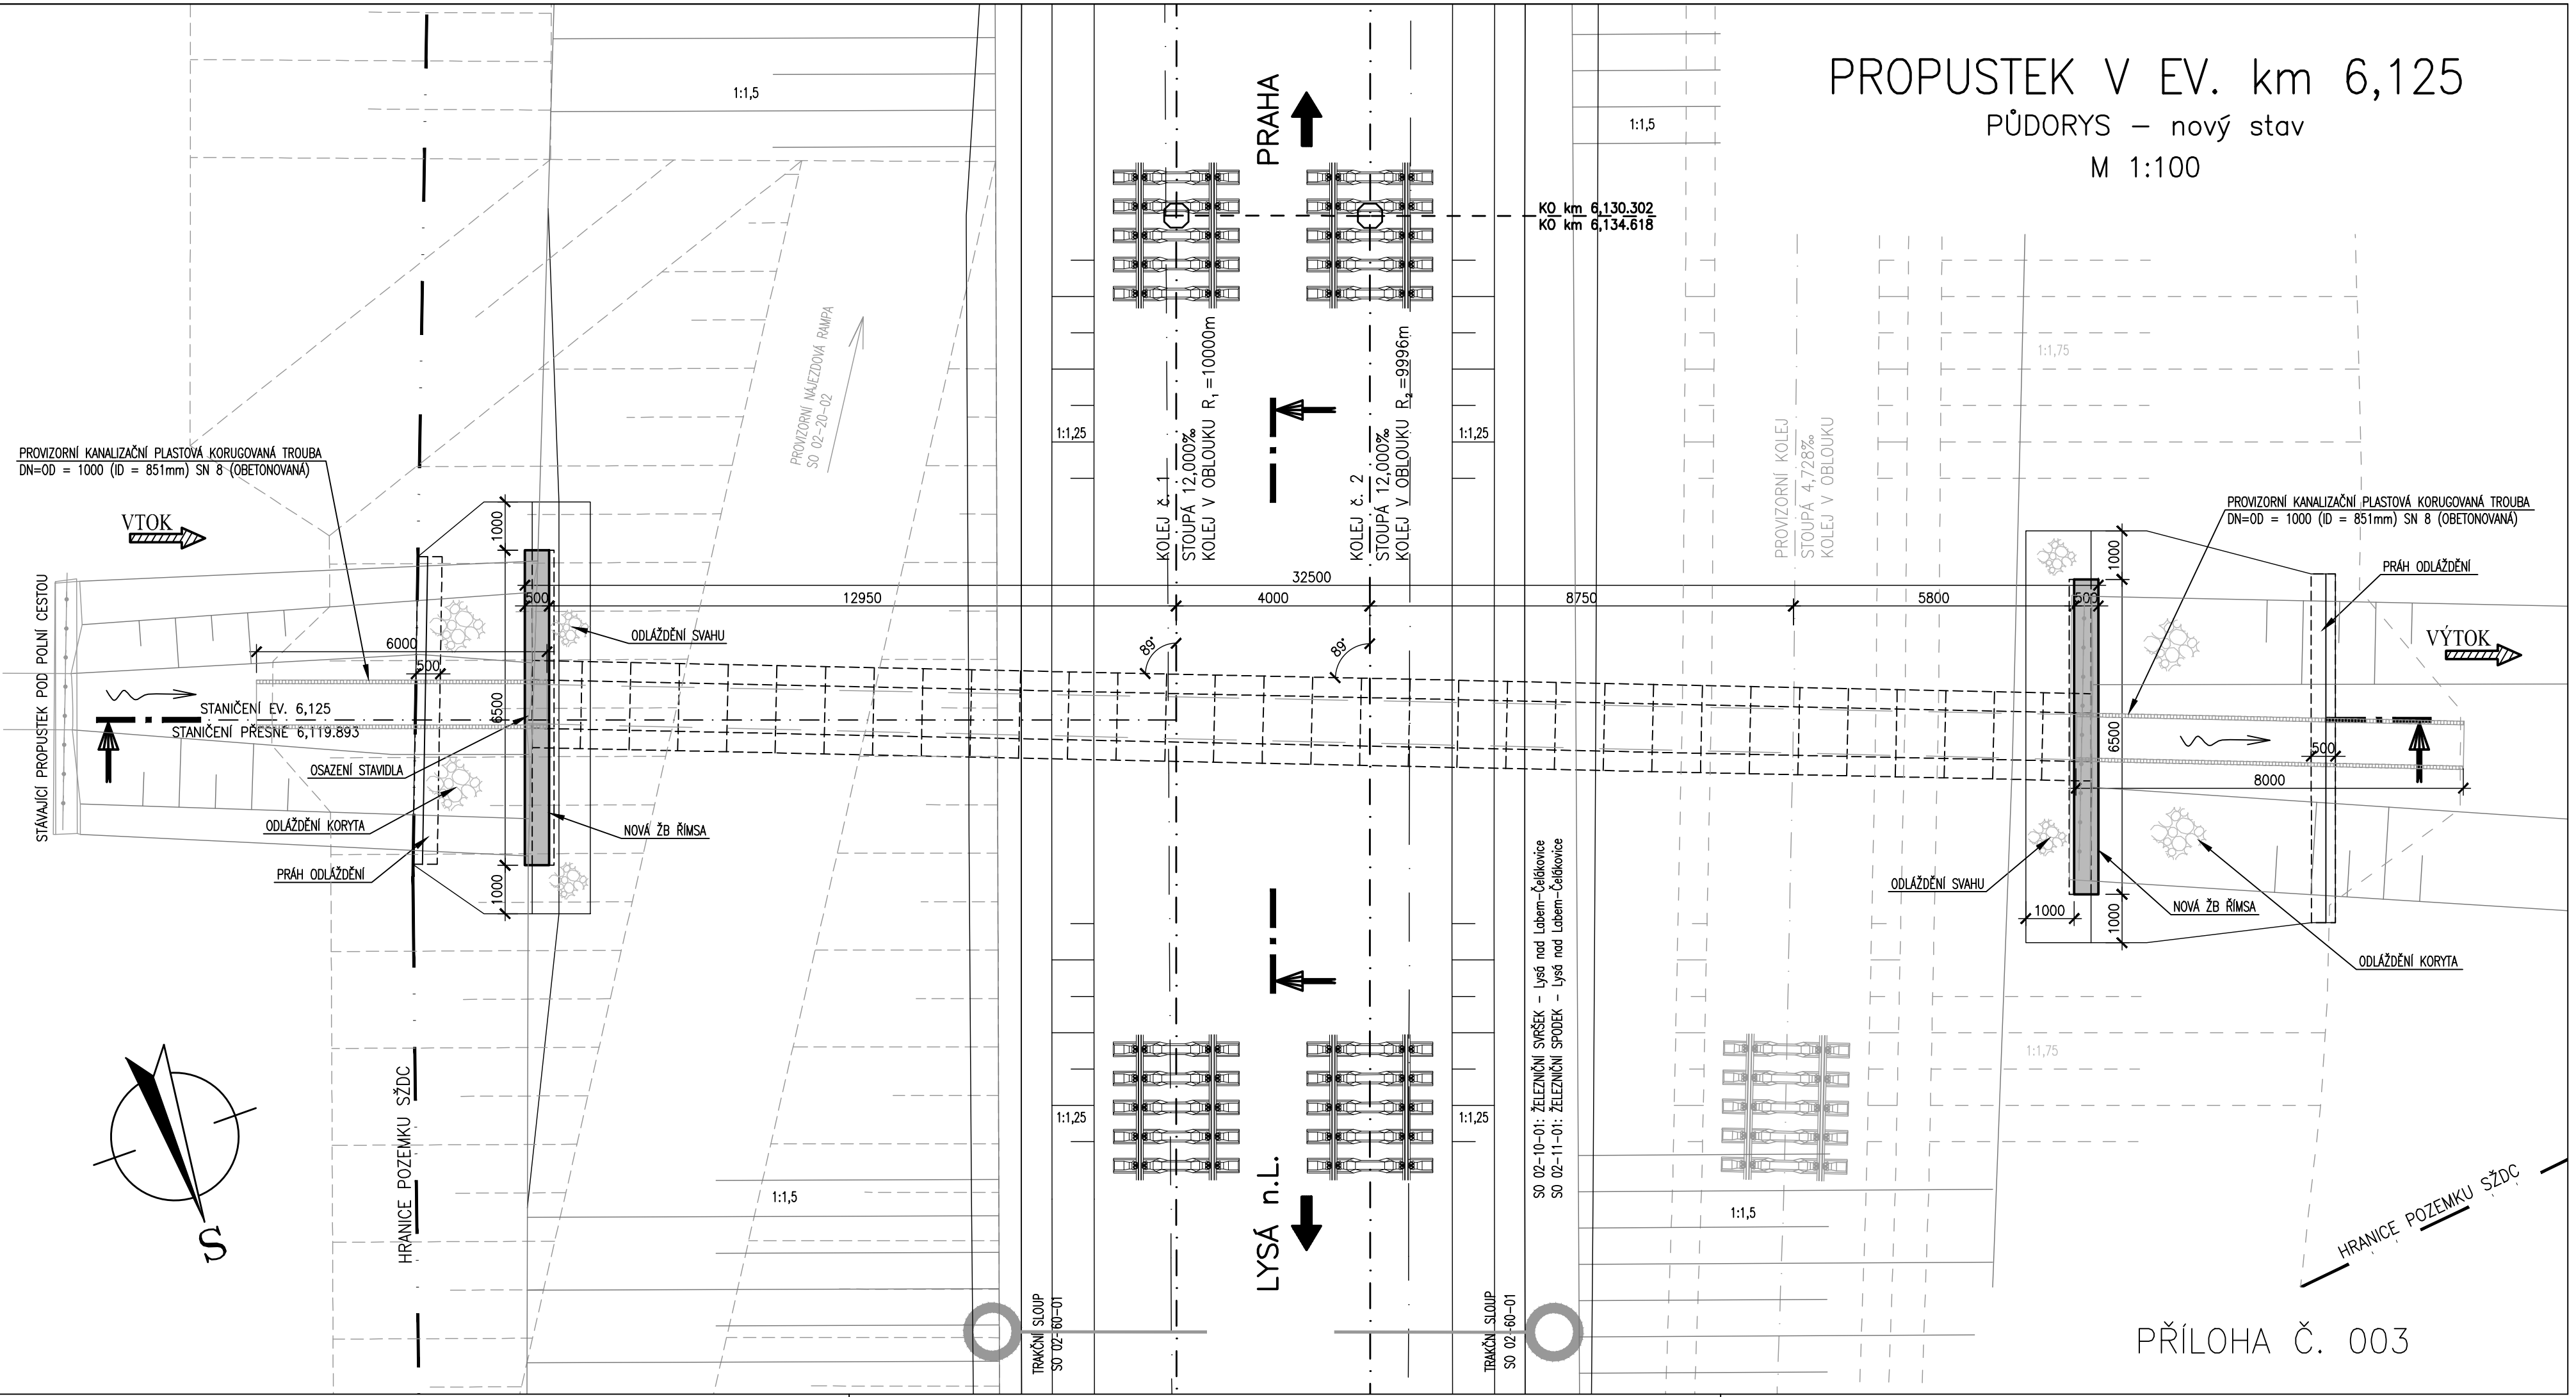 PROPUSTEK V EV. km 6,125
PŮDORYS – nový stav
M 1:100
1:1,5
PRAHA
1:1,5
KO km 6,130.302
KO km 6,134.618
PROVIZORNÍ NÁJEZDOVÁ RAMPA
SO 02-20-02
KOLEJ č. 1
STOUPÁ 12,000‰
KOLEJ V OBLOUKU R₁=10000m
KOLEJ č. 2
STOUPÁ 12,000‰
KOLEJ V OBLOUKU R₂=9996m
1:1,25
1:1,25
PROVIZORNÍ KOLEJ
STOUPÁ 4,728‰
KOLEJ V OBLOUKU
1:1,75
PROVIZORNÍ KANALIZAČNÍ PLASTOVÁ KORUGOVANÁ TROUBA
DN=OD = 1000 (ID = 851mm) SN 8 (OBETONOVANÁ)
VTOK
PROVIZORNÍ KANALIZAČNÍ PLASTOVÁ KORUGOVANÁ TROUBA
DN=OD = 1000 (ID = 851mm) SN 8 (OBETONOVANÁ)
1000
1000
PRÁH ODLÁŽDĚNÍ
STÁVAJÍCÍ PROPUSTEK POD POLNÍ CESTOU
32500
500
12950
4000
8750
5800
500
ODLÁŽDĚNÍ SVAHU
6000
500
89°
89°
VÝTOK
STANIČENÍ EV. 6,125
STANIČENÍ PŘESNÉ 6,119.893
6500
6500
500
8000
OSAZENÍ STAVIDLA
ODLÁŽDĚNÍ KORYTA
NOVÁ ŽB ŘÍMSA
PRÁH ODLÁŽDĚNÍ
1000
ODLÁŽDĚNÍ SVAHU
1000
1000
NOVÁ ŽB ŘÍMSA
ODLÁŽDĚNÍ KORYTA
SO 02-10-01: ŽELEZNIČNÍ SVRŠEK – Lysá nad Labem-Čelákovice
SO 02-11-01: ŽELEZNIČNÍ SPODEK – Lysá nad Labem-Čelákovice
1:1,75
HRANICE POZEMKU SŽDC
S
1:1,25
1:1,25
1:1,5
LYSÁ n.L.
1:1,5
HRANICE POZEMKU SŽDC
TRAKČNÍ SLOUP
SO 02-60-01
TRAKČNÍ SLOUP
SO 02-60-01
PŘÍLOHA Č. 003